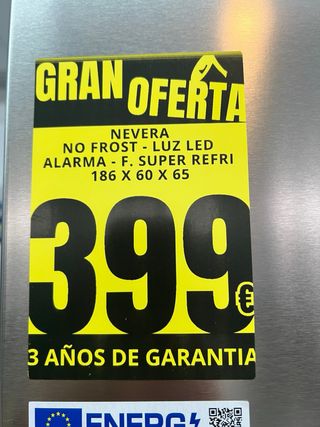 GRAN OFERTA
NEVERA
NO FROST - LUZ LED
ALARMA - F. SUPER REFRI
186 X 60 X 65
399€
3 AÑOS DE GARANTIA
ENERG